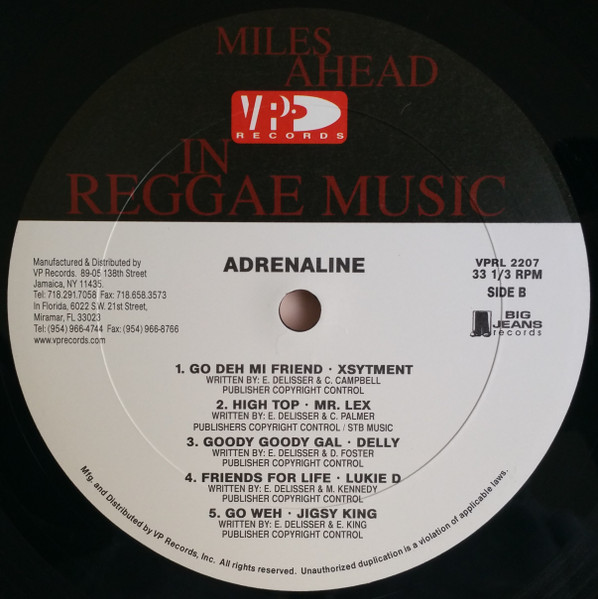 MILES
AHEAD
VP
RECORDS
IN
REGGAE MUSIC
Manufactured & Distributed by
VP Records. 89-05 138th Street
Jamaica, NY 11435.
Tel: 718.291.7058 Fax: 718.658.3573
In Florida, 6022 S.W. 21st Street,
Miramar, FL 33023
Tel: (954) 966-4744 Fax: (954) 966-8766
www.vprecords.com
ADRENALINE
VPRL 2207
33 1/3 RPM
SIDE B
BIG
JEANS
records
1. GO DEH MI FRIEND · XSYTMENT
WRITTEN BY: E. DELISSER & C. CAMPBELL
PUBLISHER COPYRIGHT CONTROL
2. HIGH TOP · MR. LEX
WRITTEN BY: E. DELISSER & C. PALMER
PUBLISHERS COPYRIGHT CONTROL / STB MUSIC
3. GOODY GOODY GAL · DELLY
WRITTEN BY: E. DELISSER & D. FOSTER
PUBLISHER COPYRIGHT CONTROL
4. FRIENDS FOR LIFE · LUKIE D
WRITTEN BY: E. DELISSER & M. KENNEDY
PUBLISHER COPYRIGHT CONTROL
5. GO WEH · JIGSY KING
WRITTEN BY: E. DELISSER & E. KING
PUBLISHER COPYRIGHT CONTROL
Mfg. and Distributed by VP Records, Inc. All rights reserved. Unauthorized duplication is a violation of applicable laws.